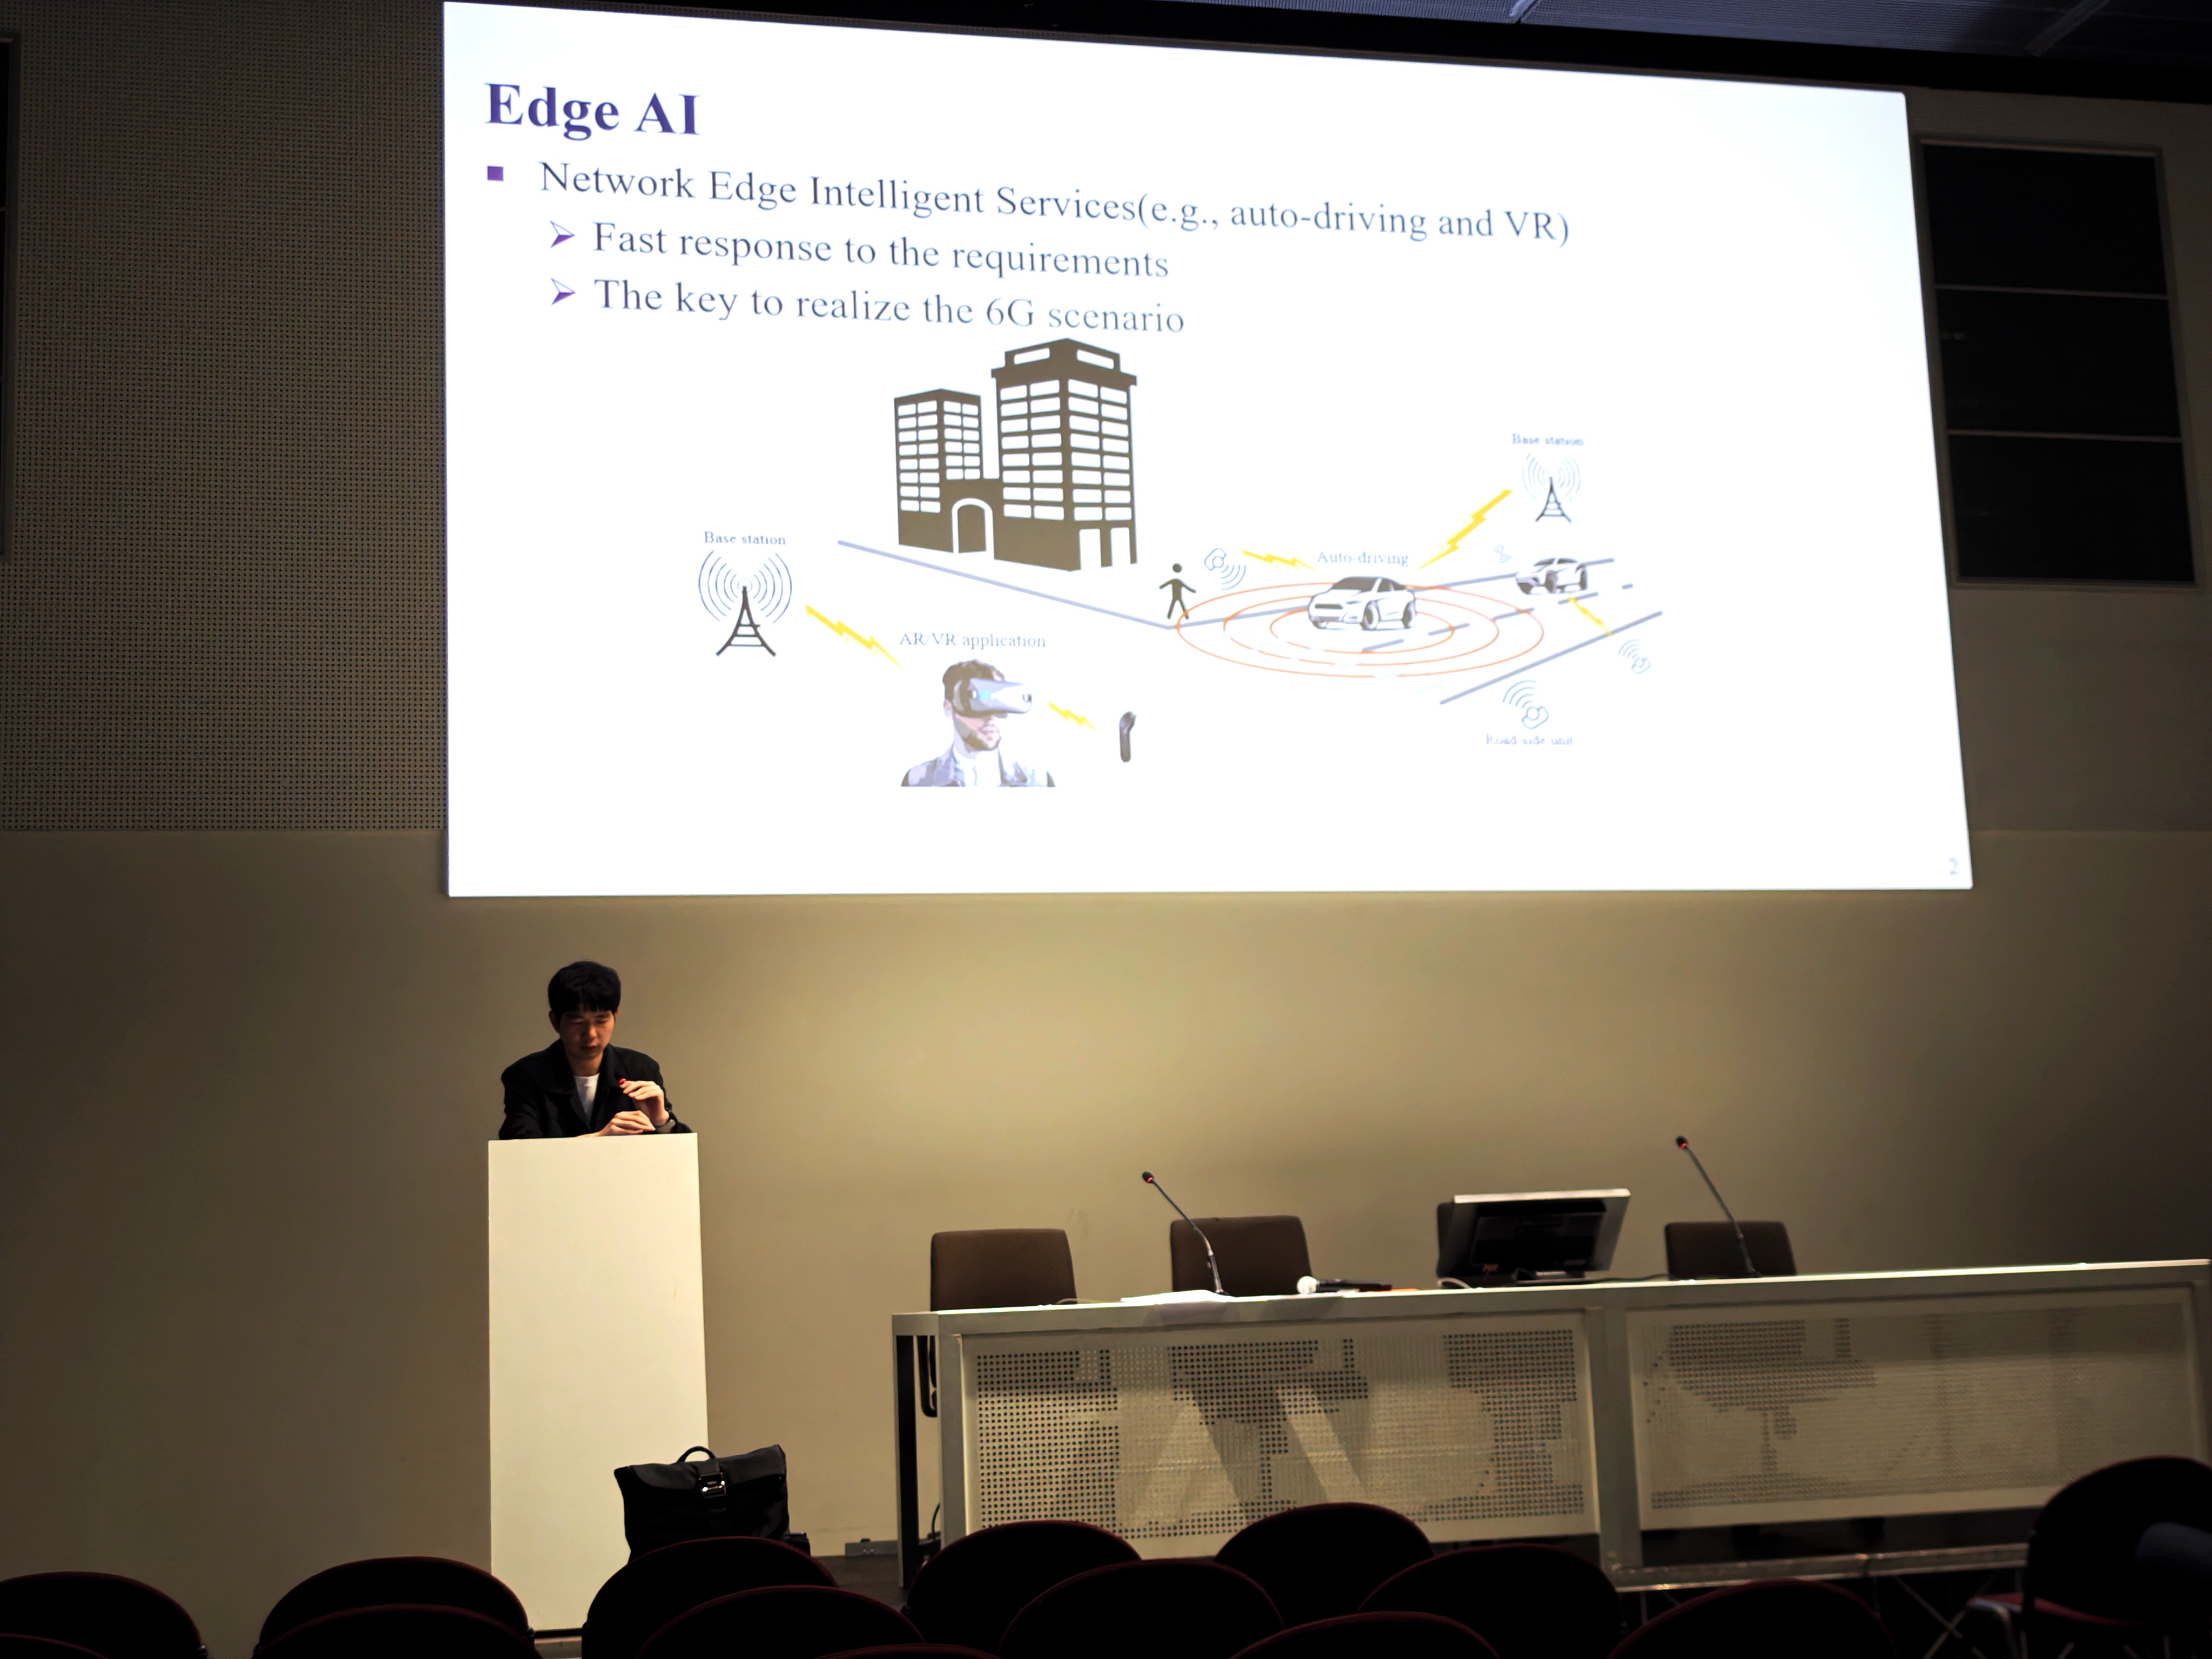 Edge AI
Network Edge Intelligent Services(e.g., auto-driving and VR)
Fast response to the requirements
The key to realize the 6G scenario
Base station
Base station
Auto-driving
AR/VR application
Road side unit
2